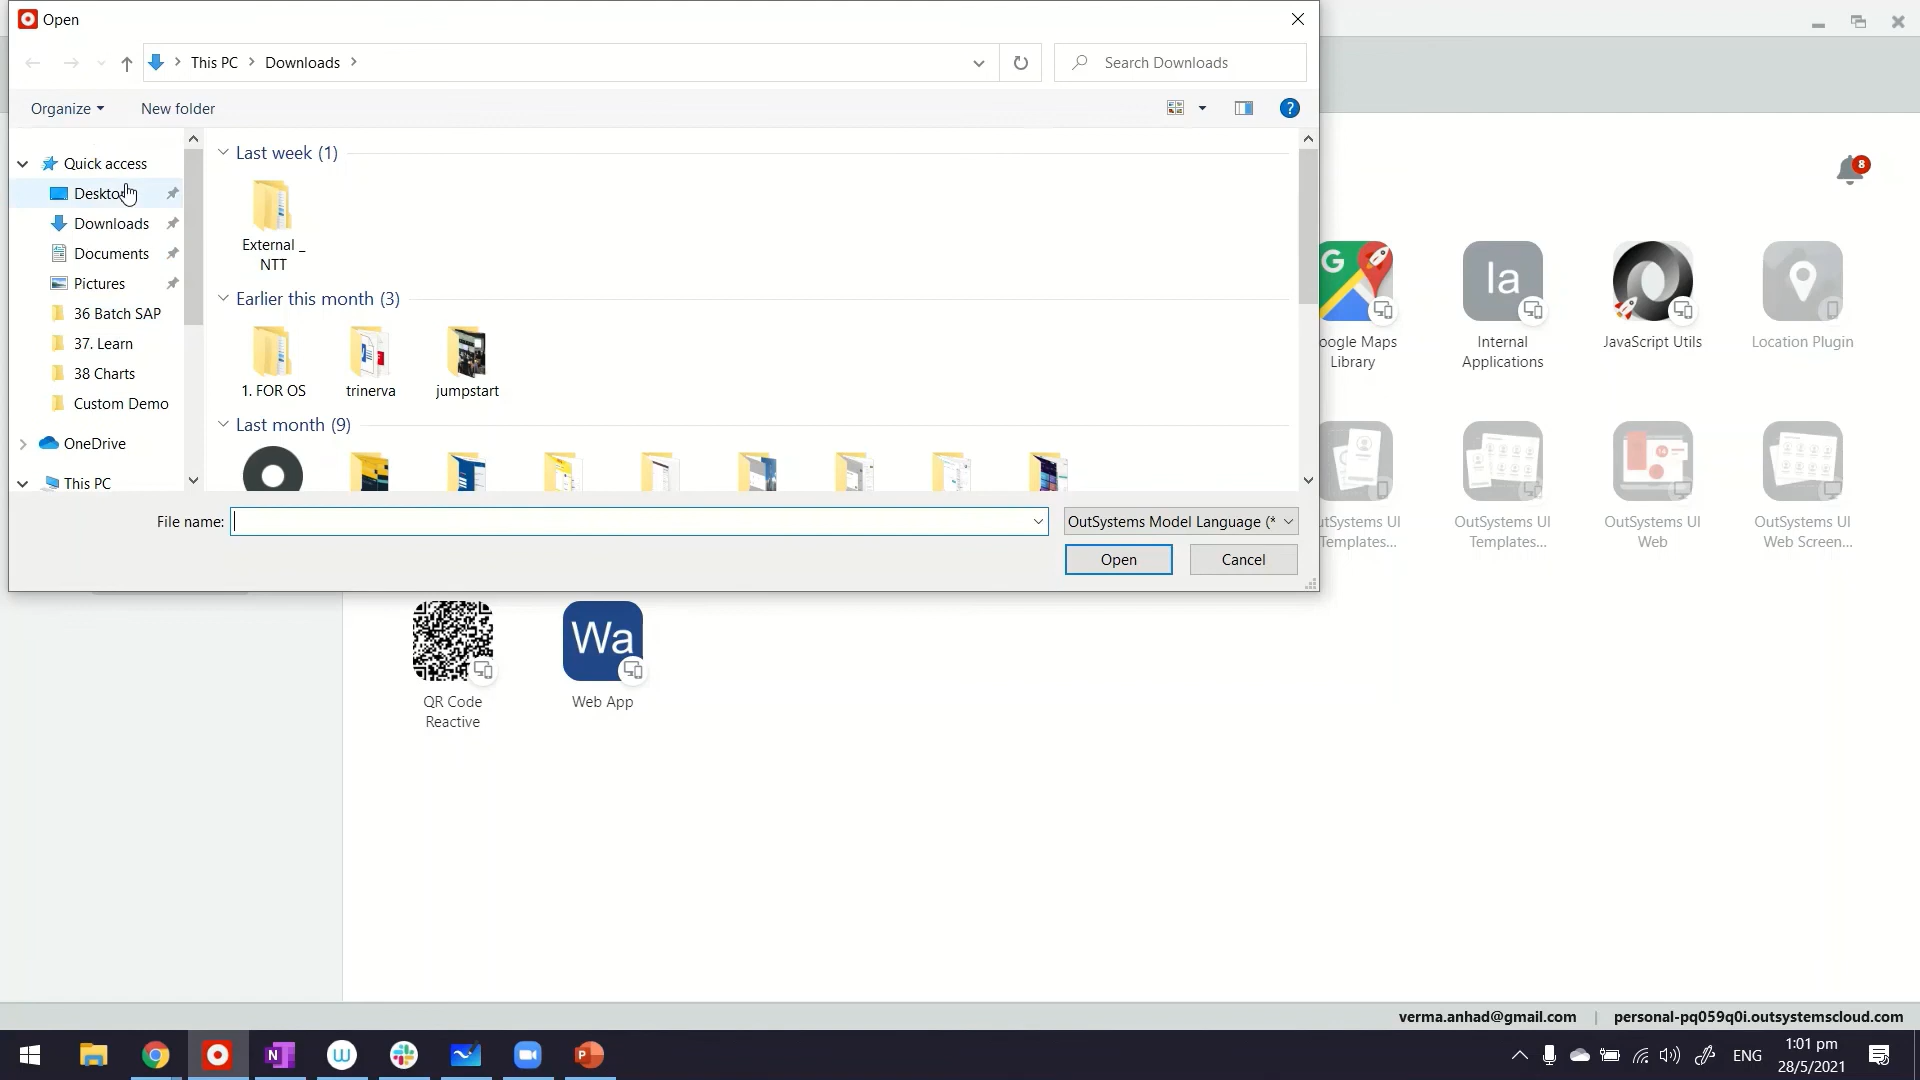 Open
This PC
Downloads
Search Downloads
Organize
New folder
?
Quick access
Desktop
Downloads
Documents
Pictures
36 Batch SAP
37. Learn
38 Charts
Custom Demo
OneDrive
This PC
Last week (1)
External _
NTT
Earlier this month (3)
1. FOR OS
trinerva
jumpstart
Last month (9)
File name:
OutSystems Model Language (*
Open
Cancel
8
G
Ia
oogle Maps
Library
Internal
Applications
JavaScript Utils
Location Plugin
utSystems UI
Templates...
OutSystems UI
Templates...
OutSystems UI
Web
OutSystems UI
Web Screen...
Wa
QR Code
Reactive
Web App
verma.anhad@gmail.com
personal-pq059q0i.outsystemscloud.com
N
W
P
ENG
1:01 pm
28/5/2021